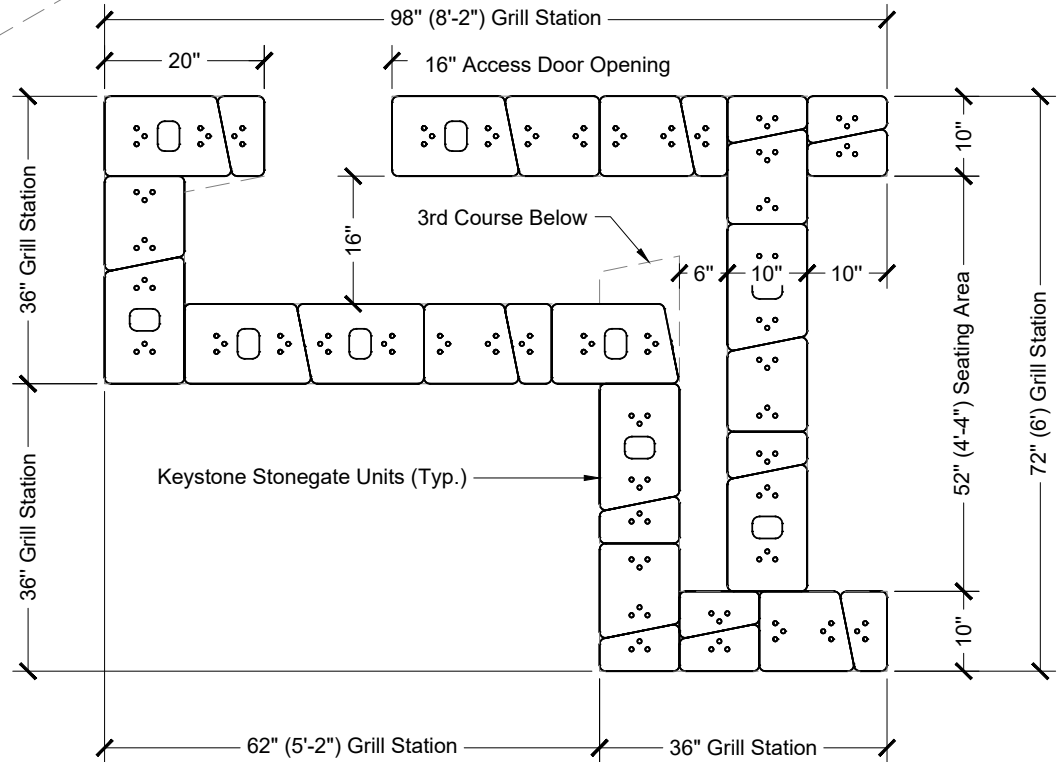 98" (8'-2") Grill Station
20"
16" Access Door Opening
10"
36" Grill Station
3rd Course Below
16"
6"
10"
10"
52" (4'-4") Seating Area
72" (6') Grill Station
Keystone Stonegate Units (Typ.)
36" Grill Station
10"
62" (5'-2") Grill Station
36" Grill Station